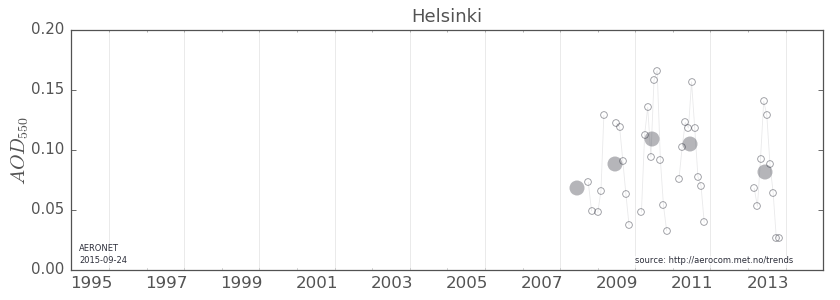 Helsinki
0.20
0.15
0.10
0.05
0.00
AOD550
AERONET
2015-09-24
source: http://aerocom.met.no/trends
1995 1997 1999 2001 2003 2005 2007 2009 2011 2013